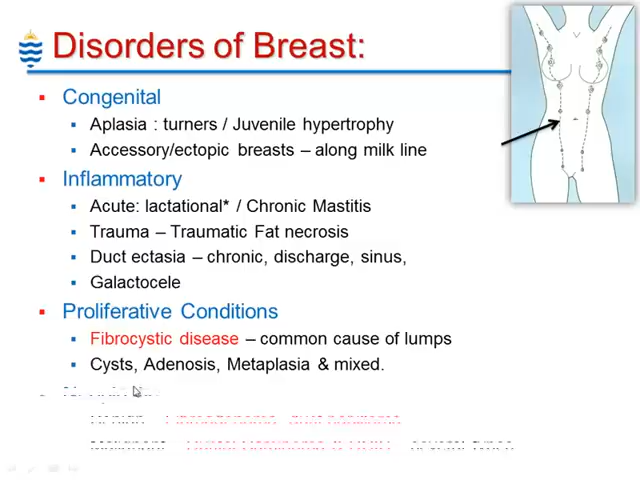 Disorders of Breast:
Congenital
Aplasia : turners / Juvenile hypertrophy
Accessory/ectopic breasts – along milk line
Inflammatory
Acute: lactational* / Chronic Mastitis
Trauma – Traumatic Fat necrosis
Duct ectasia – chronic, discharge, sinus,
Galactocele
Proliferative Conditions
Fibrocystic disease – common cause of lumps
Cysts, Adenosis, Metaplasia & mixed.